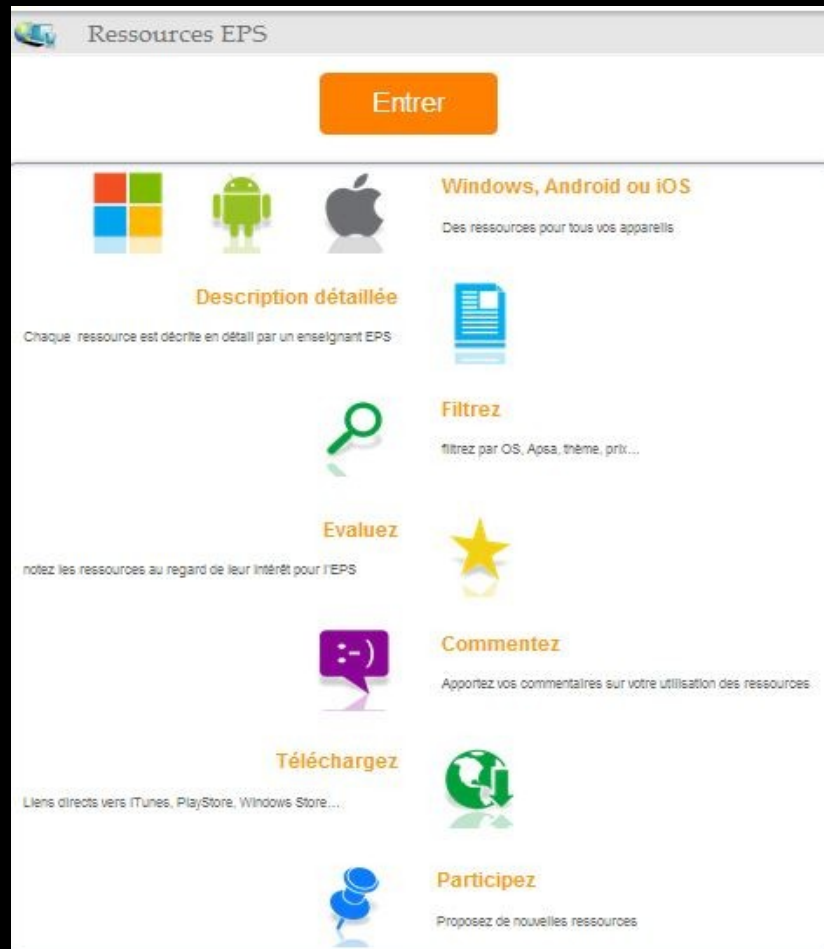 Ressources EPS
Entrer
Windows, Android ou iOS
Des ressources pour tous vos appareils
Description détaillée
Chaque ressource est décrite en détail par un enseignant EPS
Filtrez
filtrez par OS, Apsa, thème, prix...
Evaluez
notez les ressources au regard de leur intérêt pour l'EPS
:-)
Commentez
Apportez vos commentaires sur votre utilisation des ressources
Téléchargez
Liens directs vers iTunes, PlayStore, Windows Store...
Participez
Proposez de nouvelles ressources